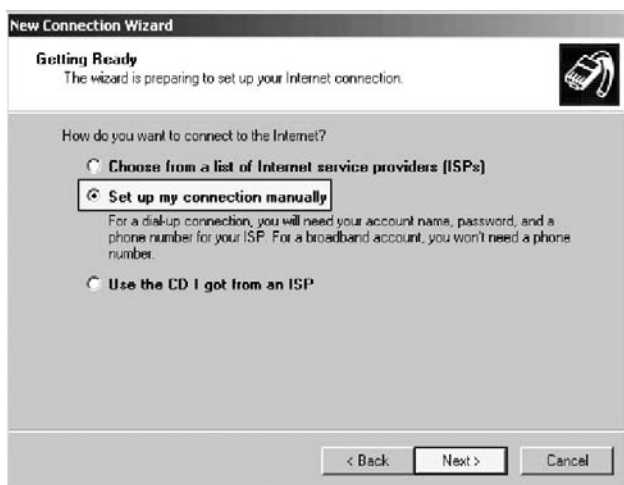 New Connection Wizard
Getting Ready
The wizard is preparing to set up your Internet connection.
How do you want to connect to the Internet?
Choose from a list of Internet service providers (ISPs)
Set up my connection manually
For a dial-up connection, you will need your account name, password, and a
phone number for your ISP. For a broadband account, you won't need a phone
number.
Use the CD I got from an ISP
< Back
Next >
Cancel